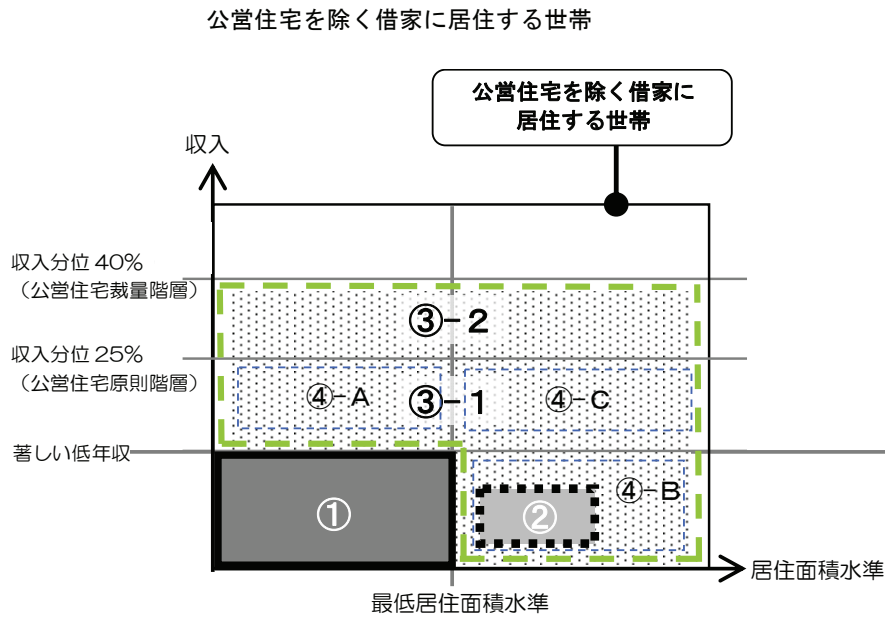 公営住宅を除く借家に居住する世帯
公営住宅を除く借家に
居住する世帯
収入
収入分位 40%
（公営住宅裁量階層）
③－2
収入分位 25%
（公営住宅原則階層）
④－A
③－1
④－C
著しい低年収
①
②
④－B
居住面積水準
最低居住面積水準